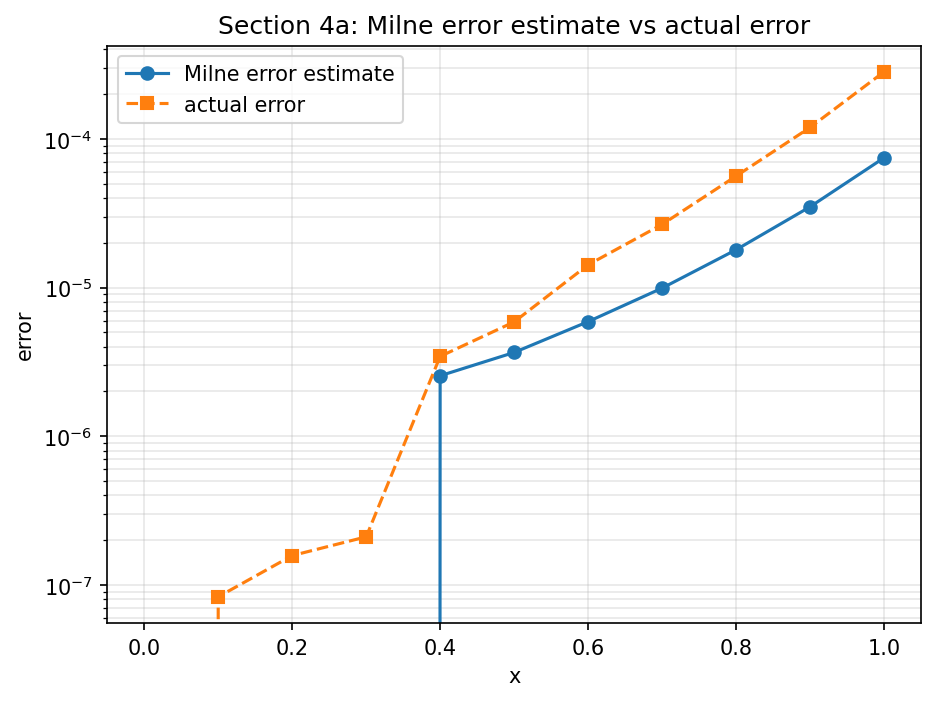 Section 4a: Milne error estimate vs actual error
Milne error estimate
actual error
10⁻⁴
10⁻⁵
10⁻⁶
10⁻⁷
error
0.0 0.2 0.4 0.6 0.8 1.0
x